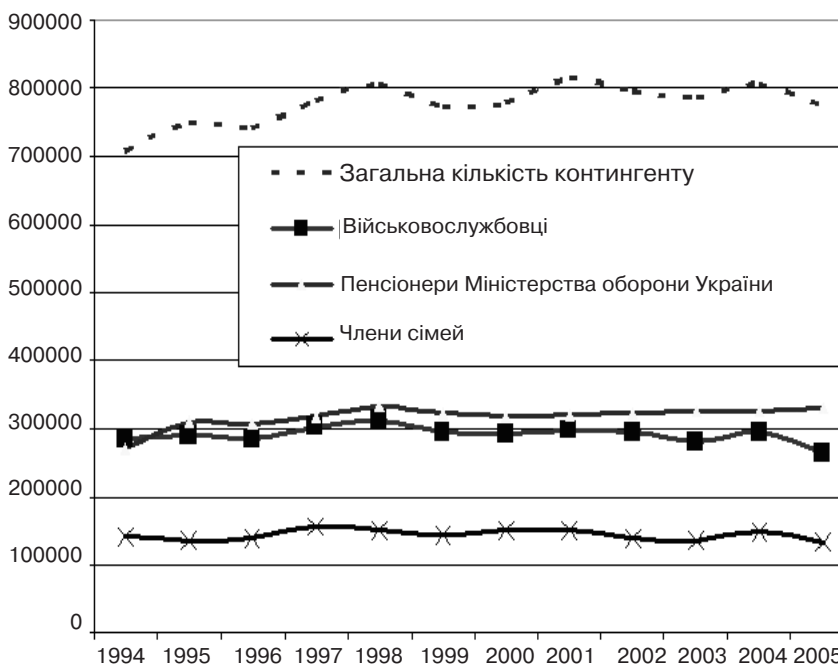 900000
800000
700000
600000
500000
400000
300000
200000
100000
0
Загальна кількість контингенту
Військовослужбовці
Пенсіонери Міністерства оборони України
Члени сімей
1994 1995 1996 1997 1998 1999 2000 2001 2002 2003 2004 2005